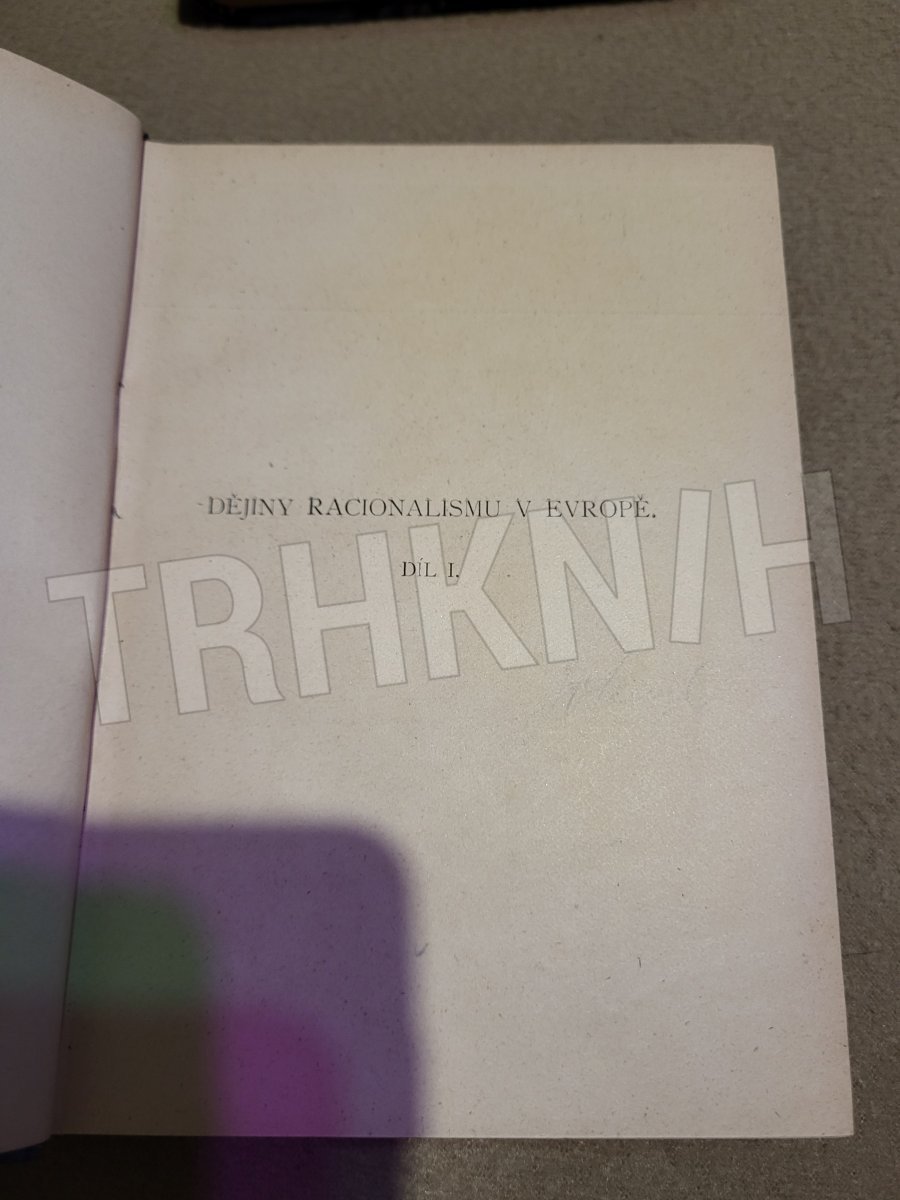 DĚJINY RACIONALISMU V EVROPĚ.
DÍL I.
TRHKNIH